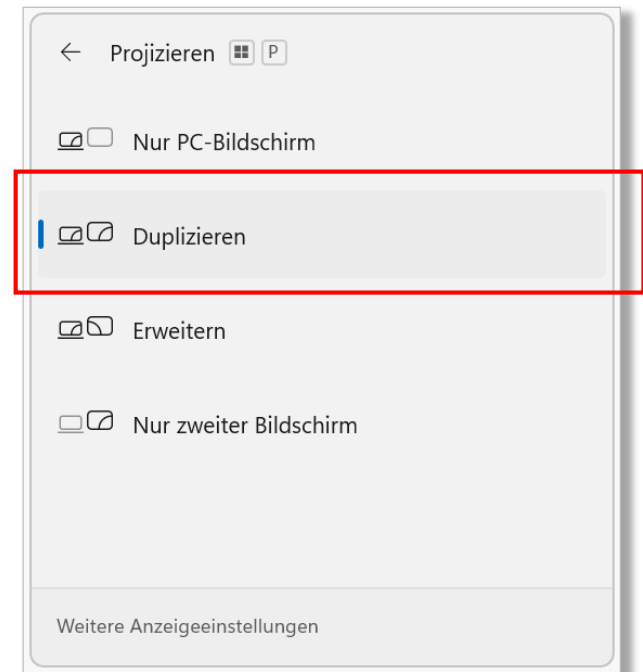 Projizieren P
Nur PC-Bildschirm
Duplizieren
Erweitern
Nur zweiter Bildschirm
Weitere Anzeigeeinstellungen